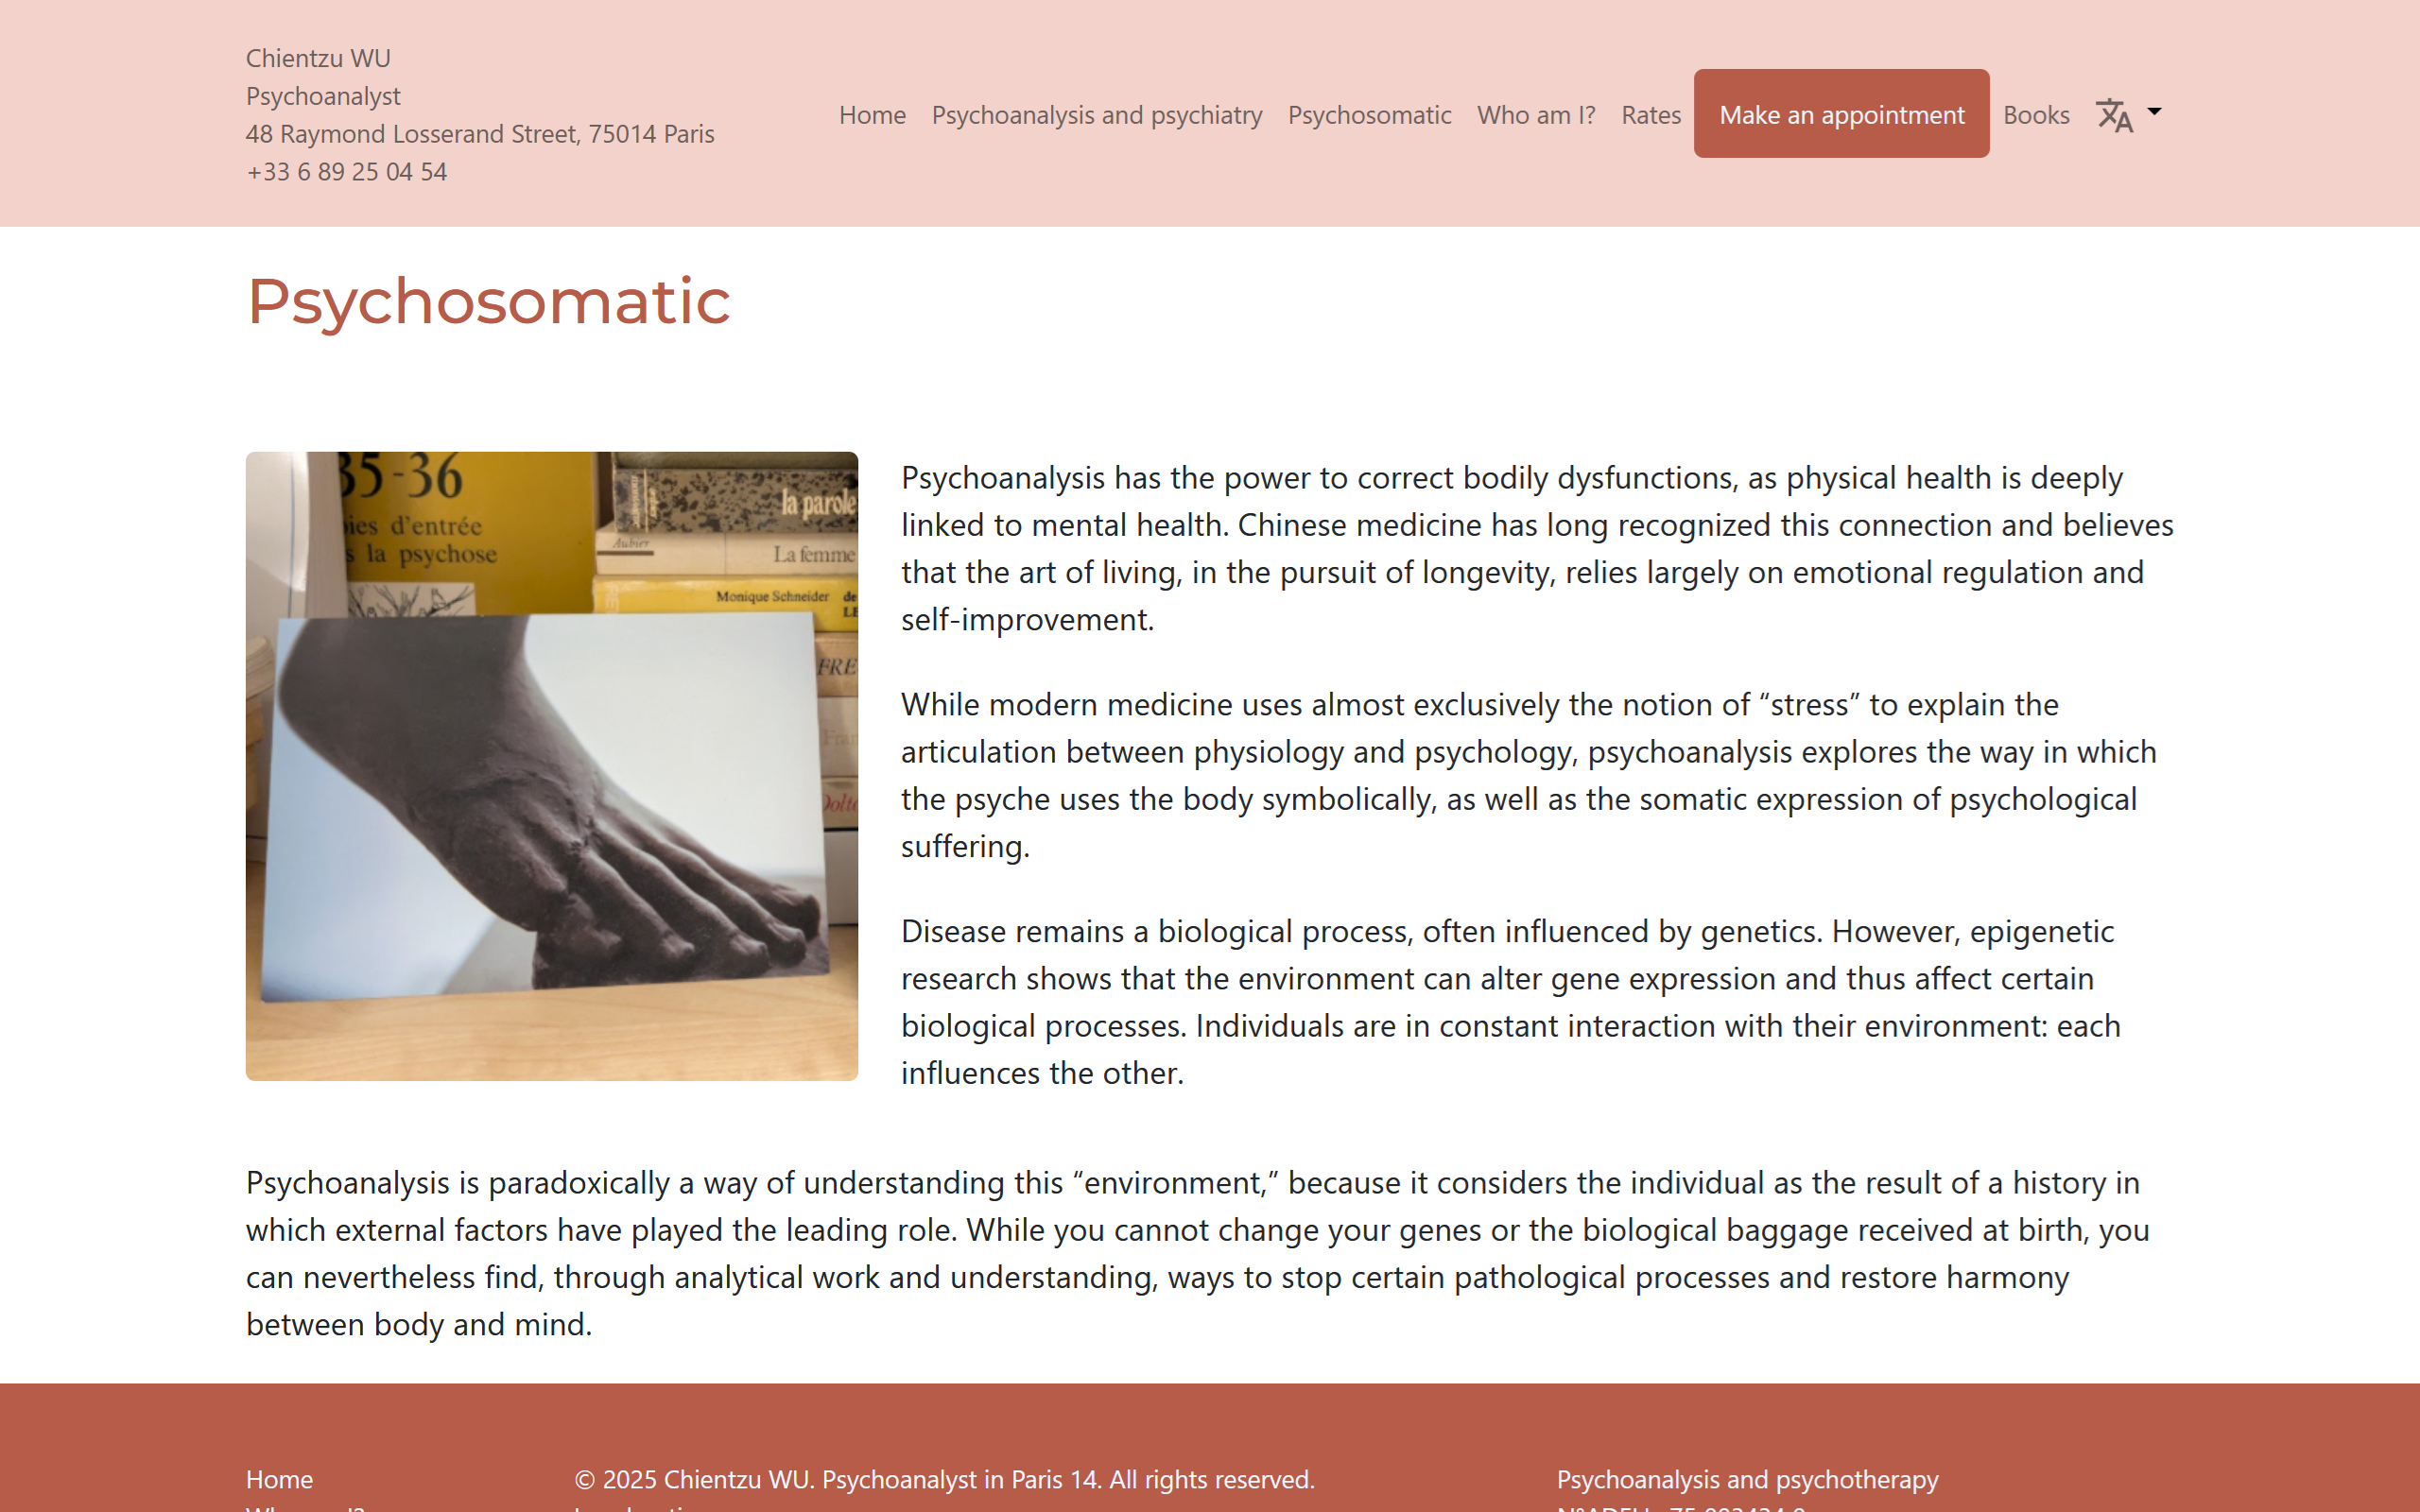 Chientzu WU
Psychoanalyst
48 Raymond Losserand Street, 75014 Paris
+33 6 89 25 04 54
Home
Psychoanalysis and psychiatry
Psychosomatic
Who am I?
Rates
Make an appointment
Books
Psychosomatic
35-36
d'entrée
la psychose
la parole
Aubier
La femme
Monique Schneider de
Psychoanalysis has the power to correct bodily dysfunctions, as physical health is deeply
linked to mental health. Chinese medicine has long recognized this connection and believes
that the art of living, in the pursuit of longevity, relies largely on emotional regulation and
self-improvement.
While modern medicine uses almost exclusively the notion of “stress” to explain the
articulation between physiology and psychology, psychoanalysis explores the way in which
the psyche uses the body symbolically, as well as the somatic expression of psychological
suffering.
Disease remains a biological process, often influenced by genetics. However, epigenetic
research shows that the environment can alter gene expression and thus affect certain
biological processes. Individuals are in constant interaction with their environment: each
influences the other.
Psychoanalysis is paradoxically a way of understanding this “environment,” because it considers the individual as the result of a history in
which external factors have played the leading role. While you cannot change your genes or the biological baggage received at birth, you
can nevertheless find, through analytical work and understanding, ways to stop certain pathological processes and restore harmony
between body and mind.
Home
© 2025 Chientzu WU. Psychoanalyst in Paris 14. All rights reserved.
Psychoanalysis and psychotherapy